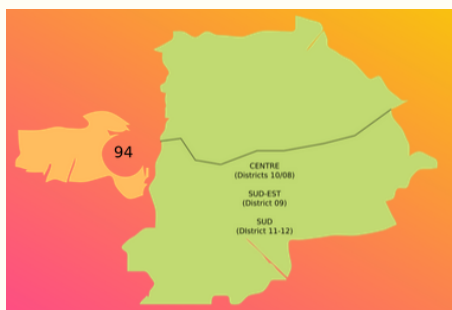 94
CENTRE
(Districts 10/08)
SUD-EST
(District 09)
SUD
(District 11-12)